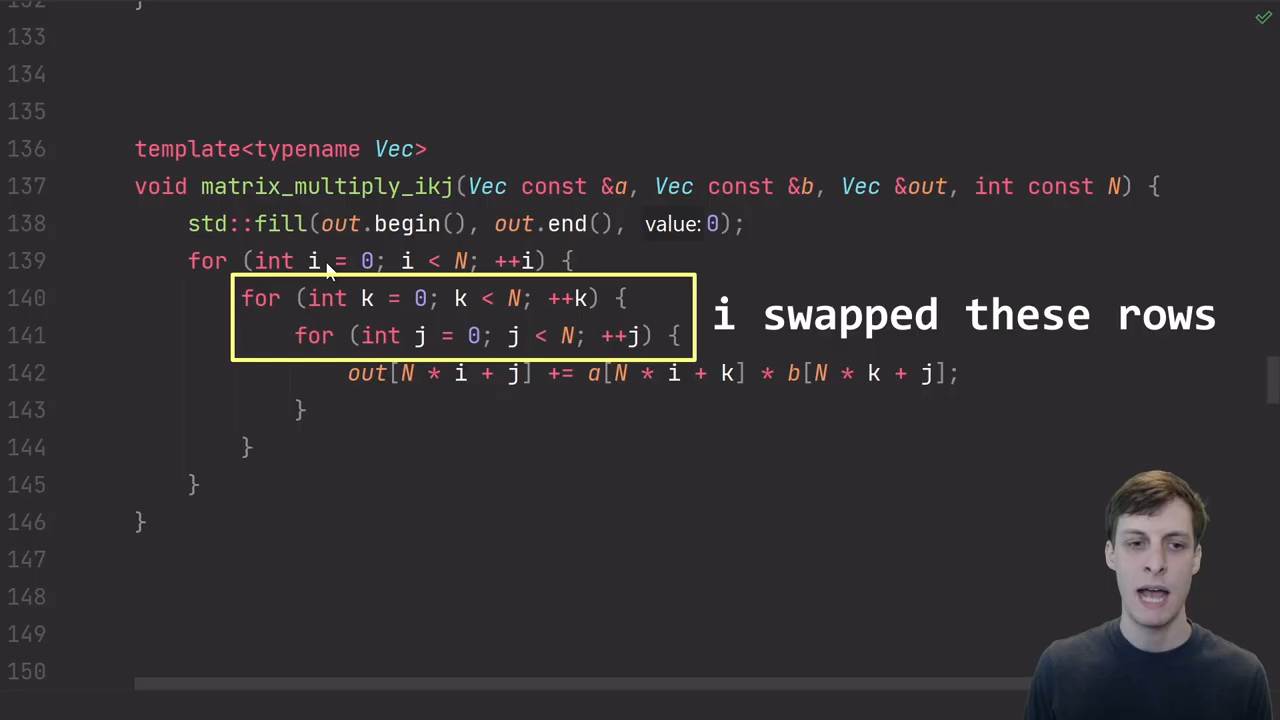 132 }
133
134
135
136 template<typename Vec>
137 void matrix_multiply_ikj(Vec const &a, Vec const &b, Vec &out, int const N) {
138 std::fill(out.begin(), out.end(), value: 0);
139 for (int i = 0; i < N; ++i) {
140 for (int k = 0; k < N; ++k) {
141 for (int j = 0; j < N; ++j) {
i swapped these rows
142 out[N * i + j] += a[N * i + k] * b[N * k + j];
143 }
144 }
145 }
146 }
147
148
149
150